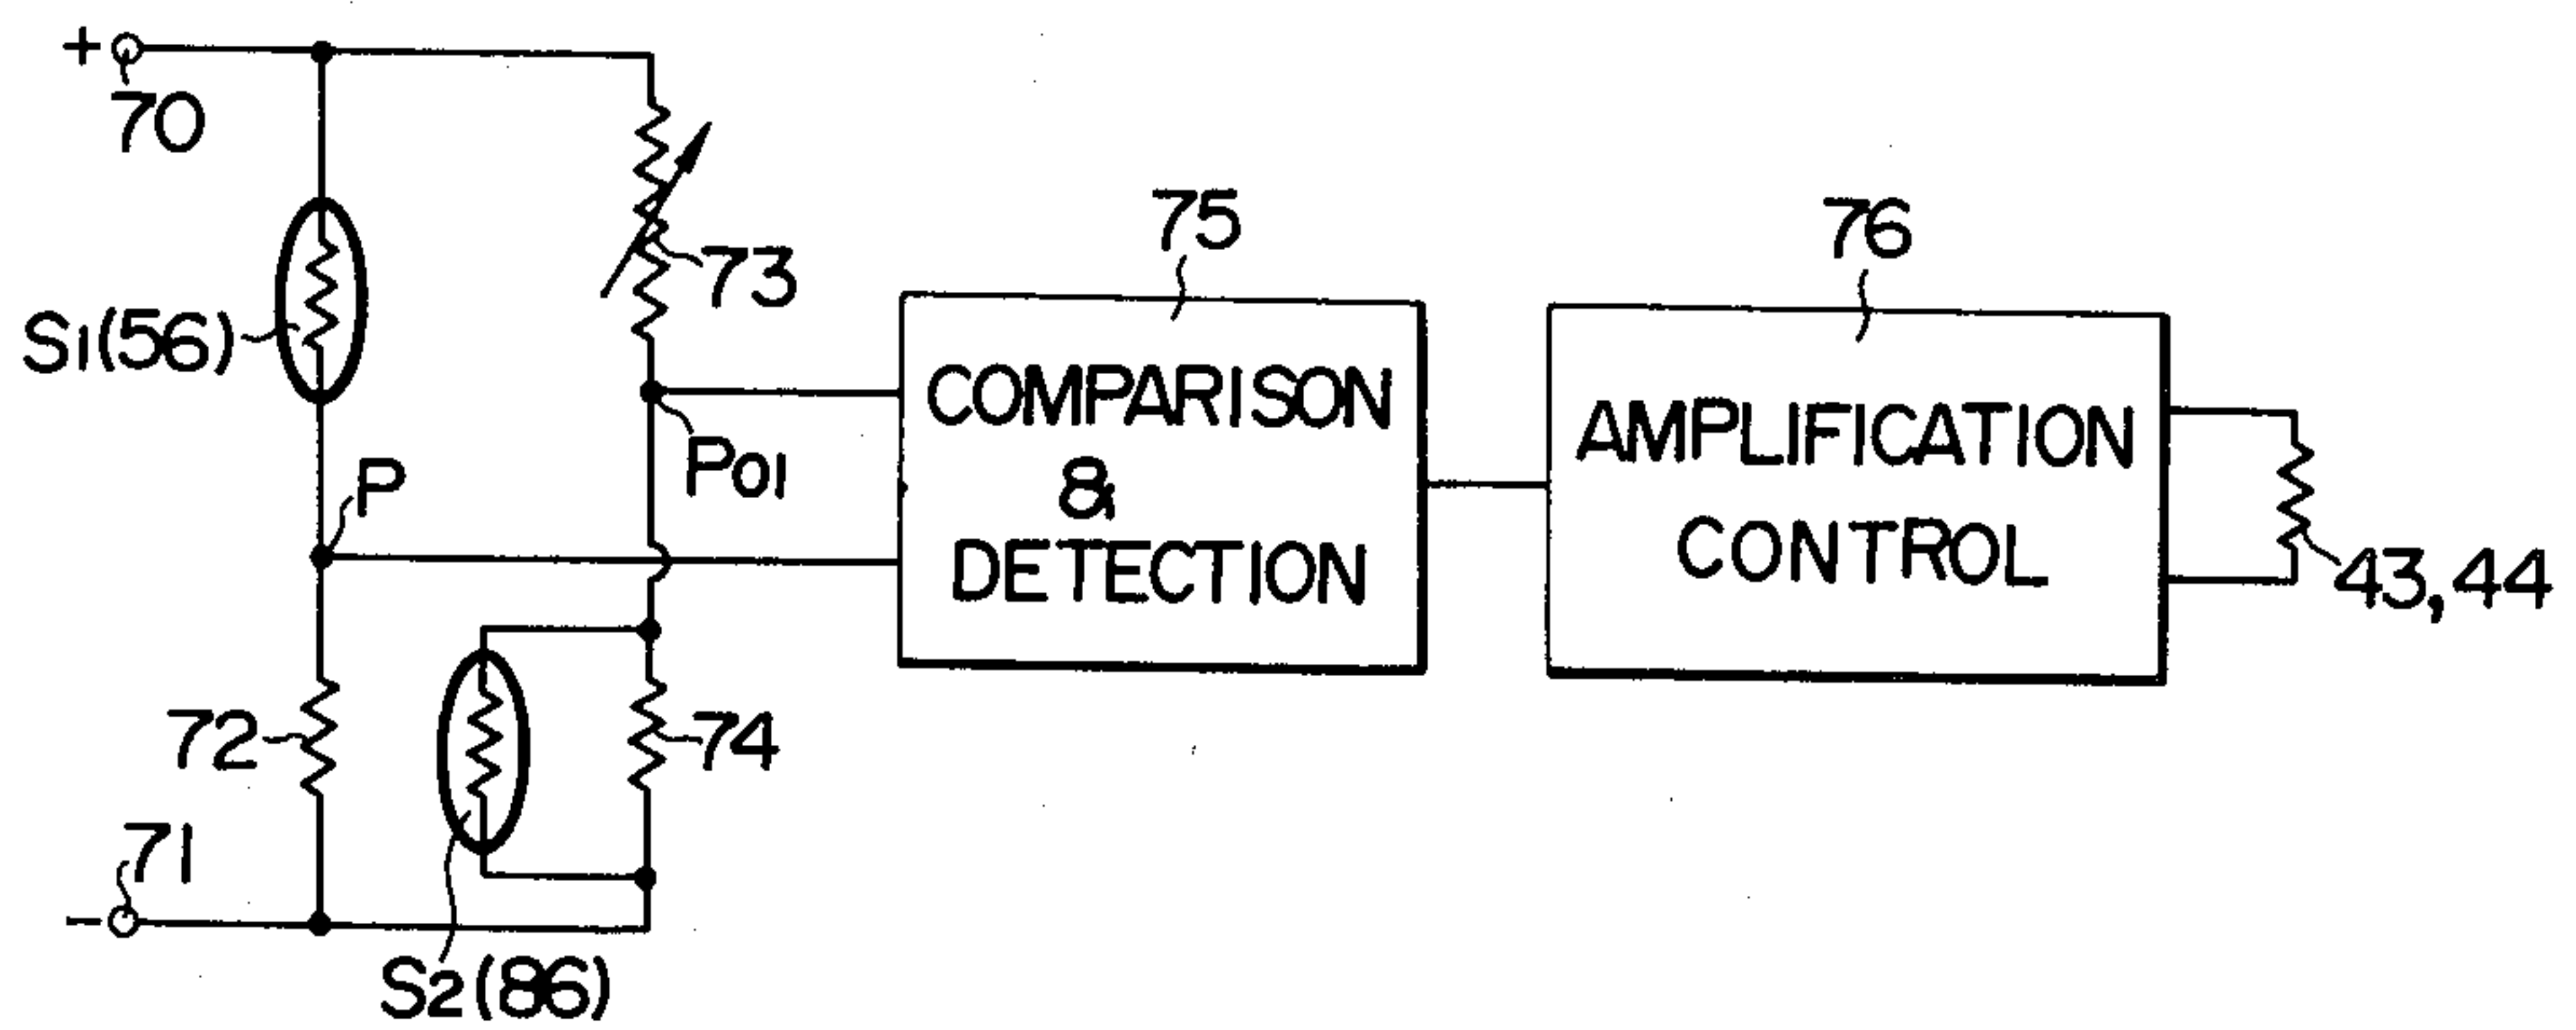 +
70
73
75
76
S1(56)
COMPARISON
&
DETECTION
AMPLIFICATION
CONTROL
P01
P
43,44
72
74
71
-
S2(86)